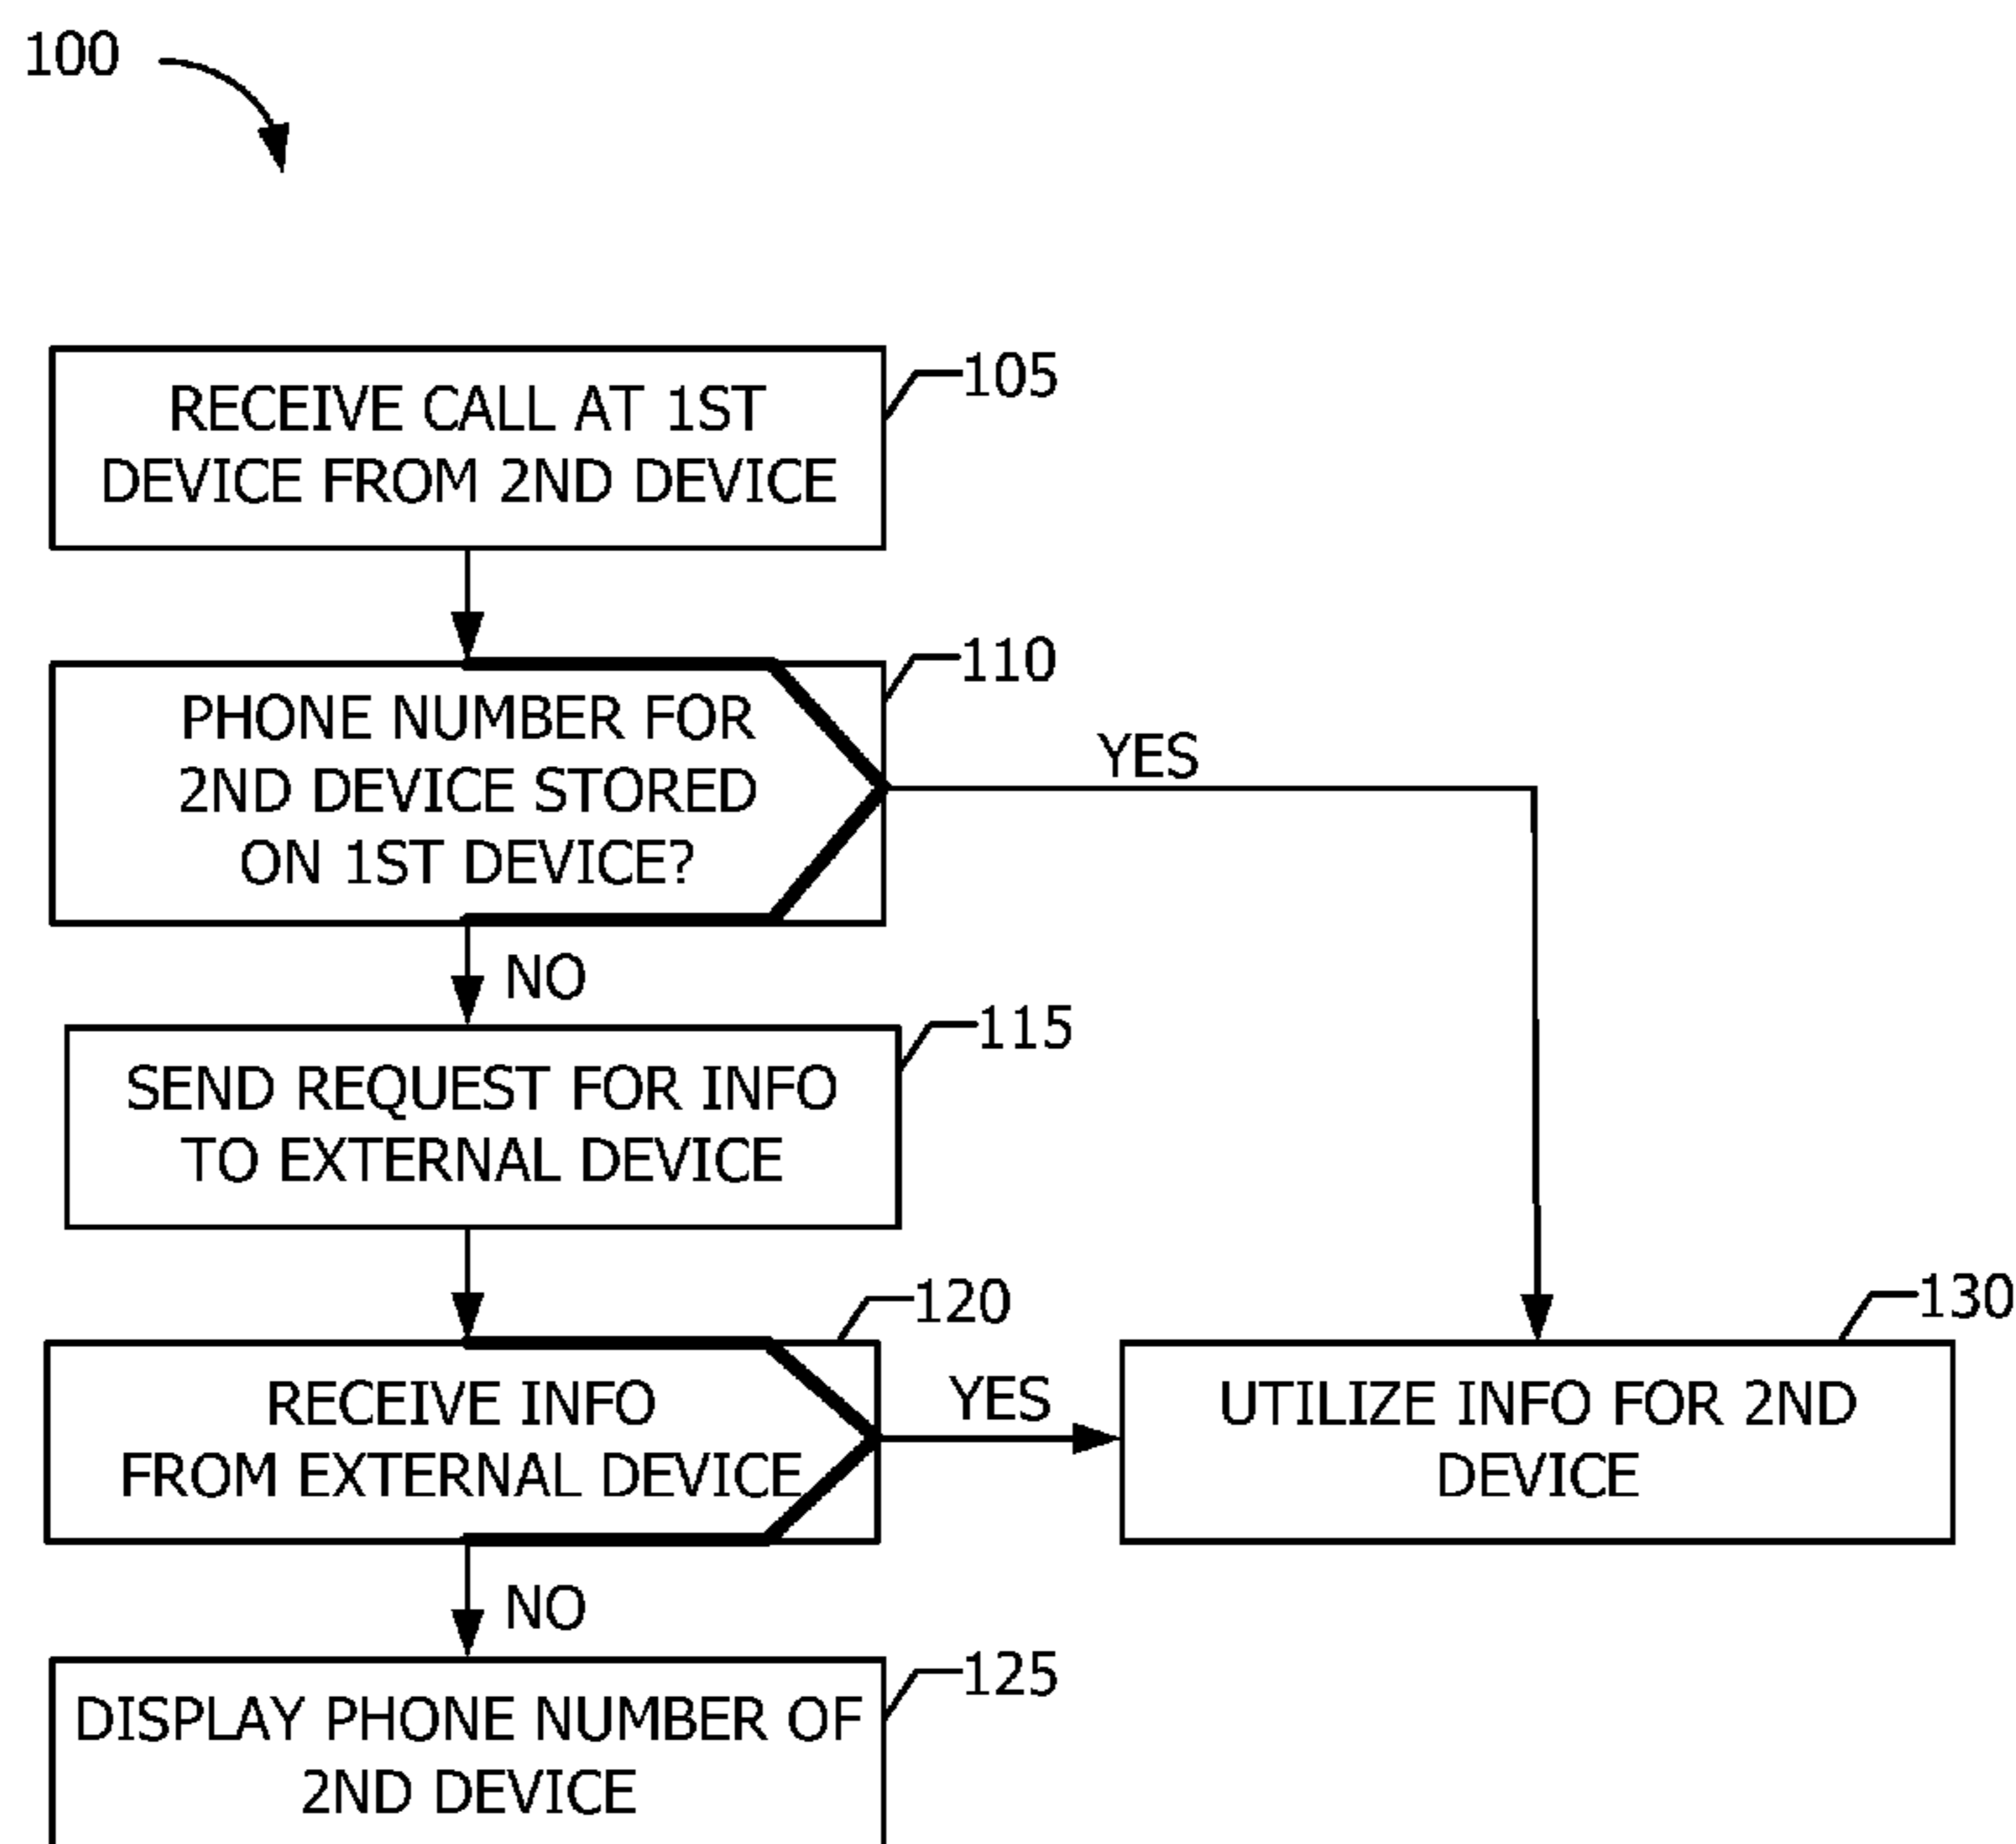 100
RECEIVE CALL AT 1ST
DEVICE FROM 2ND DEVICE
105
PHONE NUMBER FOR
2ND DEVICE STORED
ON 1ST DEVICE?
110
YES
NO
SEND REQUEST FOR INFO
TO EXTERNAL DEVICE
115
RECEIVE INFO
FROM EXTERNAL DEVICE
120
YES
UTILIZE INFO FOR 2ND
DEVICE
130
NO
DISPLAY PHONE NUMBER OF
2ND DEVICE
125